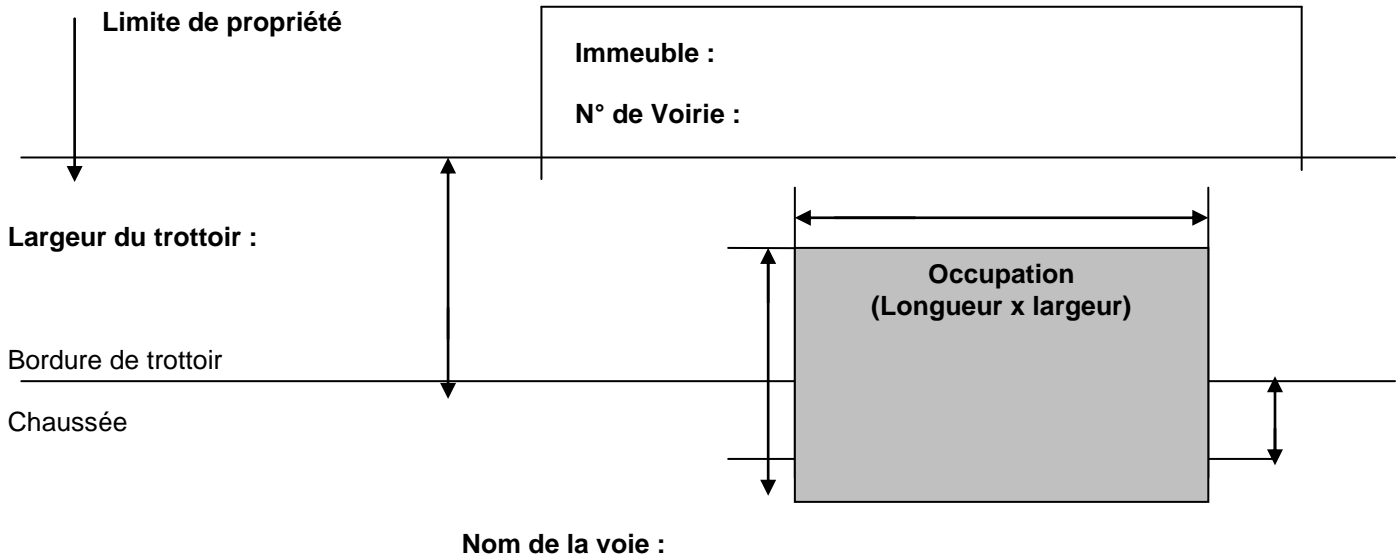 Limite de propriété
Immeuble :
N° de Voirie :
Largeur du trottoir :
Occupation
(Longueur x largeur)
Bordure de trottoir
Chaussée
Nom de la voie :